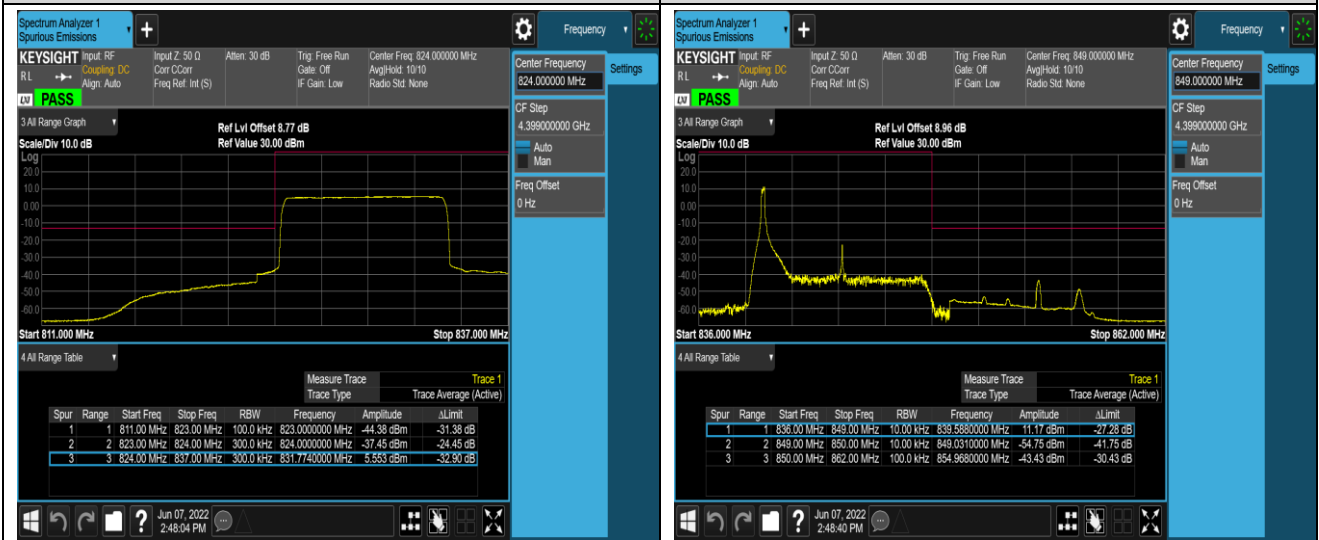 Spectrum Analyzer 1
Spurious Emissions
+
Frequency
KEYSIGHT Input: RF Input Z: 50 Ω Atten: 30 dB Trig: Free Run Center Freq: 824.000000 MHz
R L Coupling: DC Corr CCorr Gate: Off Avg|Hold: 10/10
Align: Auto Freq Ref: Int (S) IF Gain: Low Radio Std: None
LXI PASS
Center Frequency
824.000000 MHz
Settings
CF Step
4.399000000 GHz
Auto
Man
Freq Offset
0 Hz
3 All Range Graph
Ref Lvl Offset 8.77 dB
Scale/Div 10.0 dB Ref Value 30.00 dBm
Log
20.0
10.0
0.00
-10.0
-20.0
-30.0
-40.0
-50.0
-60.0
Start 811.000 MHz Stop 837.000 MHz
4 All Range Table
Measure Trace Trace 1
Trace Type Trace Average (Active)
Spur Range Start Freq Stop Freq RBW Frequency Amplitude ΔLimit
1 1 811.00 MHz 823.00 MHz 100.0 kHz 823.0000000 MHz -44.38 dBm -31.38 dB
2 2 823.00 MHz 824.00 MHz 300.0 kHz 824.0000000 MHz -37.45 dBm -24.45 dB
3 3 824.00 MHz 837.00 MHz 300.0 kHz 831.7740000 MHz 5.553 dBm -32.90 dB
? Jun 07, 2022
2:48:04 PM
Spectrum Analyzer 1
Spurious Emissions
+
Frequency
KEYSIGHT Input: RF Input Z: 50 Ω Atten: 30 dB Trig: Free Run Center Freq: 849.000000 MHz
R L Coupling: DC Corr CCorr Gate: Off Avg|Hold: 10/10
Align: Auto Freq Ref: Int (S) IF Gain: Low Radio Std: None
LXI PASS
Center Frequency
849.000000 MHz
Settings
CF Step
4.399000000 GHz
Auto
Man
Freq Offset
0 Hz
3 All Range Graph
Ref Lvl Offset 8.96 dB
Scale/Div 10.0 dB Ref Value 30.00 dBm
Log
20.0
10.0
0.00
-10.0
-20.0
-30.0
-40.0
-50.0
-60.0
Start 836.000 MHz Stop 862.000 MHz
4 All Range Table
Measure Trace Trace 1
Trace Type Trace Average (Active)
Spur Range Start Freq Stop Freq RBW Frequency Amplitude ΔLimit
1 1 836.00 MHz 849.00 MHz 10.00 kHz 839.5880000 MHz 11.17 dBm -27.28 dB
2 2 849.00 MHz 850.00 MHz 10.00 kHz 849.0310000 MHz -54.75 dBm -41.75 dB
3 3 850.00 MHz 862.00 MHz 100.0 kHz 854.9680000 MHz -43.43 dBm -30.43 dB
? Jun 07, 2022
2:48:40 PM